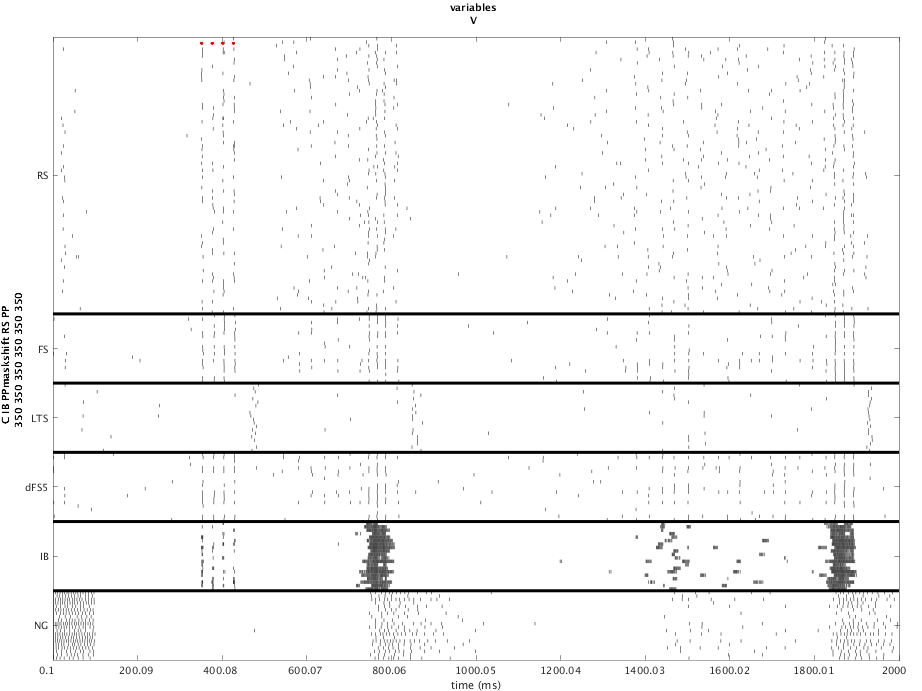 variables
V
C IB PPmaskshift RS PP
350 350 350 350 350 350
RS
FS
LTS
dFS5
IB
NG
0.1 200.09 400.08 600.07 800.06 1000.05 1200.04 1400.03 1600.02 1800.01 2000
time (ms)